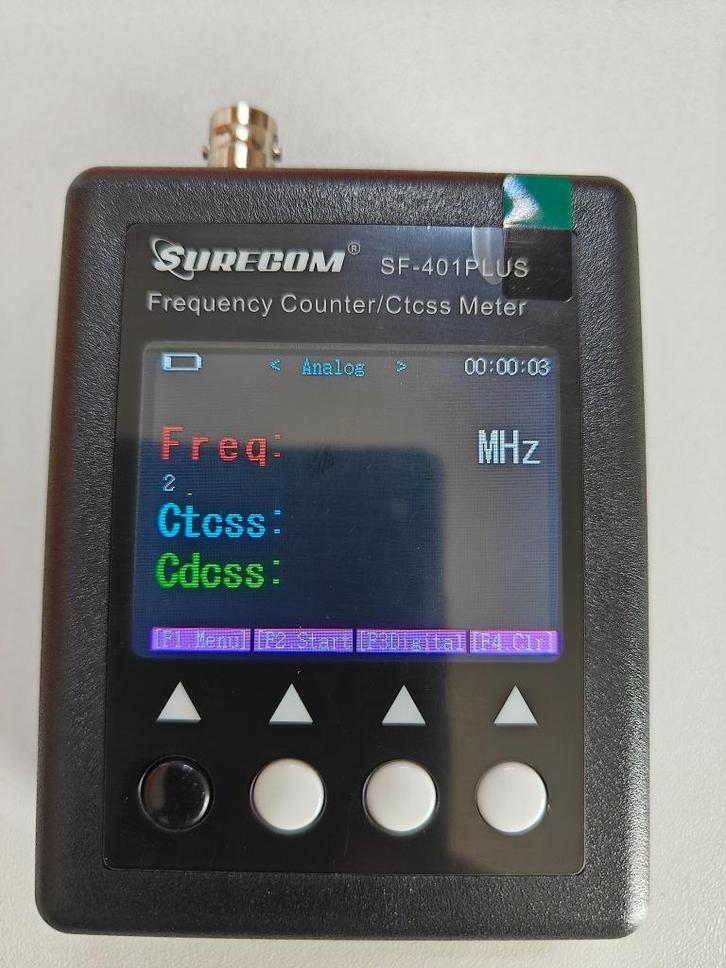 SURECOM® SF-401PLUS
Frequency Counter/Ctcss Meter
< Analog > 00:00:03
Freq: MHz
2
Ctcss:
Cdcss:
[F1.Menu] [F2.Start] [F3Digital] [F4.Clr]